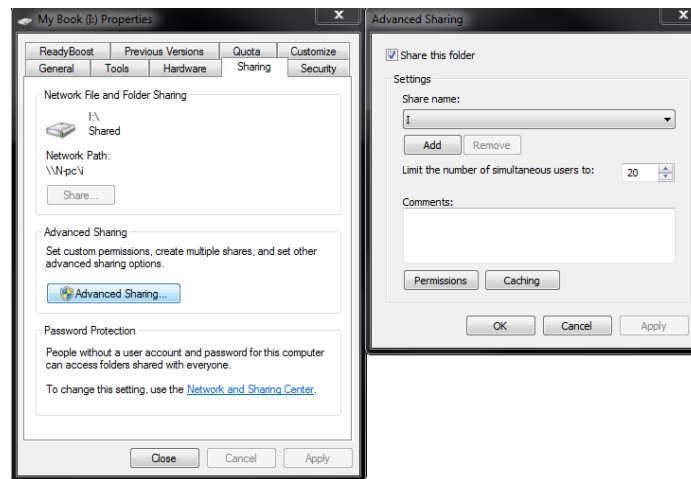 My Book (I:) Properties
x
ReadyBoost
Previous Versions
Quota
Customize
General
Tools
Hardware
Sharing
Security
Network File and Folder Sharing
I:\
Shared
Network Path:
\\N-pc\i
Share...
Advanced Sharing
Set custom permissions, create multiple shares, and set other
advanced sharing options.
Advanced Sharing...
Password Protection
People without a user account and password for this computer
can access folders shared with everyone.
To change this setting, use the Network and Sharing Center.
Close
Cancel
Apply
Advanced Sharing
x
Share this folder
Settings
Share name:
I
Add
Remove
Limit the number of simultaneous users to:
20
Comments:
Permissions
Caching
OK
Cancel
Apply